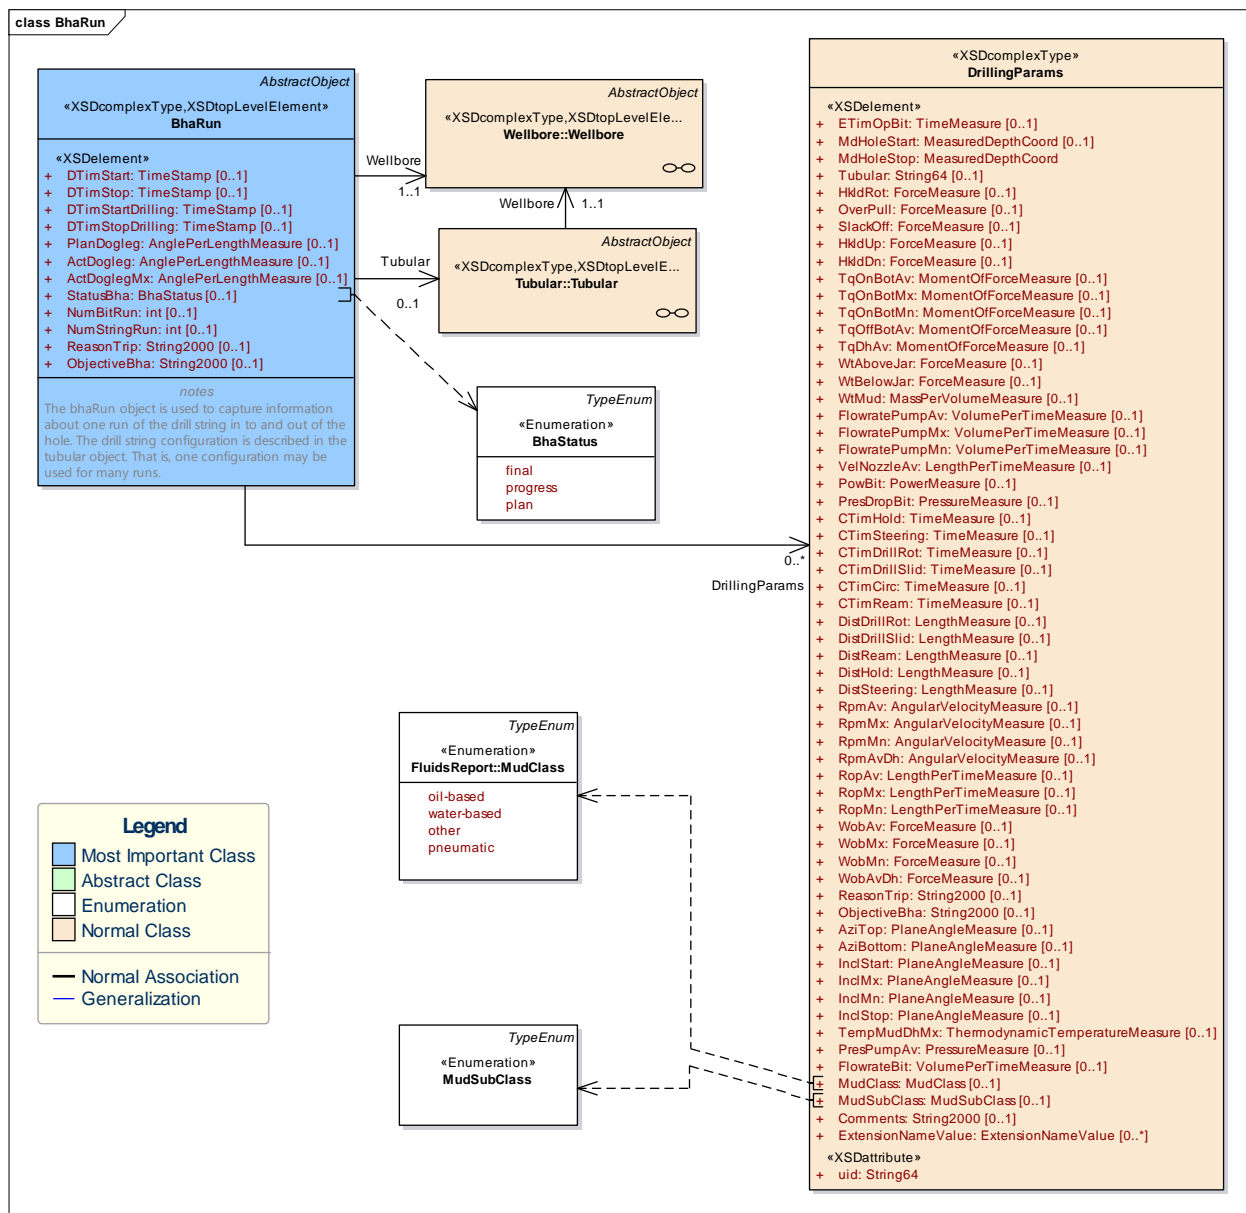 class BhaRun
AbstractObject
«XSDcomplexType,XSDtopLevelElement»
BhaRun
«XSDelement»
+ DTimStart: TimeStamp [0..1]
+ DTimStop: TimeStamp [0..1]
+ DTimStartDrilling: TimeStamp [0..1]
+ DTimStopDrilling: TimeStamp [0..1]
+ PlanDogleg: AnglePerLengthMeasure [0..1]
+ ActDogleg: AnglePerLengthMeasure [0..1]
+ ActDoglegMx: AnglePerLengthMeasure [0..1]
+ StatusBha: BhaStatus [0..1]
+ NumBitRun: int [0..1]
+ NumStringRun: int [0..1]
+ ReasonTrip: String2000 [0..1]
+ ObjectiveBha: String2000 [0..1]
notes
The bhaRun object is used to capture information
about one run of the drill string in to and out of the
hole. The drill string configuration is described in the
tubular object. That is, one configuration may be
used for many runs.
Wellbore
1..1
AbstractObject
«XSDcomplexType,XSDtopLevelEle...
Wellbore::Wellbore
Wellbore
1..1
Tubular
0..1
AbstractObject
«XSDcomplexType,XSDtopLevelE...
Tubular::Tubular
TypeEnum
«Enumeration»
BhaStatus
final
progress
plan
0..*
DrillingParams
TypeEnum
«Enumeration»
FluidsReport::MudClass
oil-based
water-based
other
pneumatic
TypeEnum
«Enumeration»
MudSubClass
Legend
Most Important Class
Abstract Class
Enumeration
Normal Class
Normal Association
Generalization
«XSDcomplexType»
DrillingParams
«XSDelement»
+ ETimOpBit: TimeMeasure [0..1]
+ MdHoleStart: MeasuredDepthCoord [0..1]
+ MdHoleStop: MeasuredDepthCoord
+ Tubular: String64 [0..1]
+ HkldRot: ForceMeasure [0..1]
+ OverPull: ForceMeasure [0..1]
+ SlackOff: ForceMeasure [0..1]
+ HkldUp: ForceMeasure [0..1]
+ HkldDn: ForceMeasure [0..1]
+ TqOnBotAv: MomentOfForceMeasure [0..1]
+ TqOnBotMx: MomentOfForceMeasure [0..1]
+ TqOnBotMn: MomentOfForceMeasure [0..1]
+ TqOffBotAv: MomentOfForceMeasure [0..1]
+ TqDhAv: MomentOfForceMeasure [0..1]
+ WtAboveJar: ForceMeasure [0..1]
+ WtBelowJar: ForceMeasure [0..1]
+ WtMud: MassPerVolumeMeasure [0..1]
+ FlowratePumpAv: VolumePerTimeMeasure [0..1]
+ FlowratePumpMx: VolumePerTimeMeasure [0..1]
+ FlowratePumpMn: VolumePerTimeMeasure [0..1]
+ VelNozzleAv: LengthPerTimeMeasure [0..1]
+ PowBit: PowerMeasure [0..1]
+ PresDropBit: PressureMeasure [0..1]
+ CTimHold: TimeMeasure [0..1]
+ CTimSteering: TimeMeasure [0..1]
+ CTimDrillRot: TimeMeasure [0..1]
+ CTimDrillSlid: TimeMeasure [0..1]
+ CTimCirc: TimeMeasure [0..1]
+ CTimReam: TimeMeasure [0..1]
+ DistDrillRot: LengthMeasure [0..1]
+ DistDrillSlid: LengthMeasure [0..1]
+ DistReam: LengthMeasure [0..1]
+ DistHold: LengthMeasure [0..1]
+ DistSteering: LengthMeasure [0..1]
+ RpmAv: AngularVelocityMeasure [0..1]
+ RpmMx: AngularVelocityMeasure [0..1]
+ RpmMn: AngularVelocityMeasure [0..1]
+ RpmAvDh: AngularVelocityMeasure [0..1]
+ RopAv: LengthPerTimeMeasure [0..1]
+ RopMx: LengthPerTimeMeasure [0..1]
+ RopMn: LengthPerTimeMeasure [0..1]
+ WobAv: ForceMeasure [0..1]
+ WobMx: ForceMeasure [0..1]
+ WobMn: ForceMeasure [0..1]
+ WobAvDh: ForceMeasure [0..1]
+ ReasonTrip: String2000 [0..1]
+ ObjectiveBha: String2000 [0..1]
+ AziTop: PlaneAngleMeasure [0..1]
+ AziBottom: PlaneAngleMeasure [0..1]
+ InclStart: PlaneAngleMeasure [0..1]
+ InclMx: PlaneAngleMeasure [0..1]
+ InclMn: PlaneAngleMeasure [0..1]
+ InclStop: PlaneAngleMeasure [0..1]
+ TempMudDhMx: ThermodynamicTemperatureMeasure [0..1]
+ PresPumpAv: PressureMeasure [0..1]
+ FlowrateBit: VolumePerTimeMeasure [0..1]
+ MudClass: MudClass [0..1]
+ MudSubClass: MudSubClass [0..1]
+ Comments: String2000 [0..1]
+ ExtensionNameValue: ExtensionNameValue [0..*]
«XSDattribute»
+ uid: String64